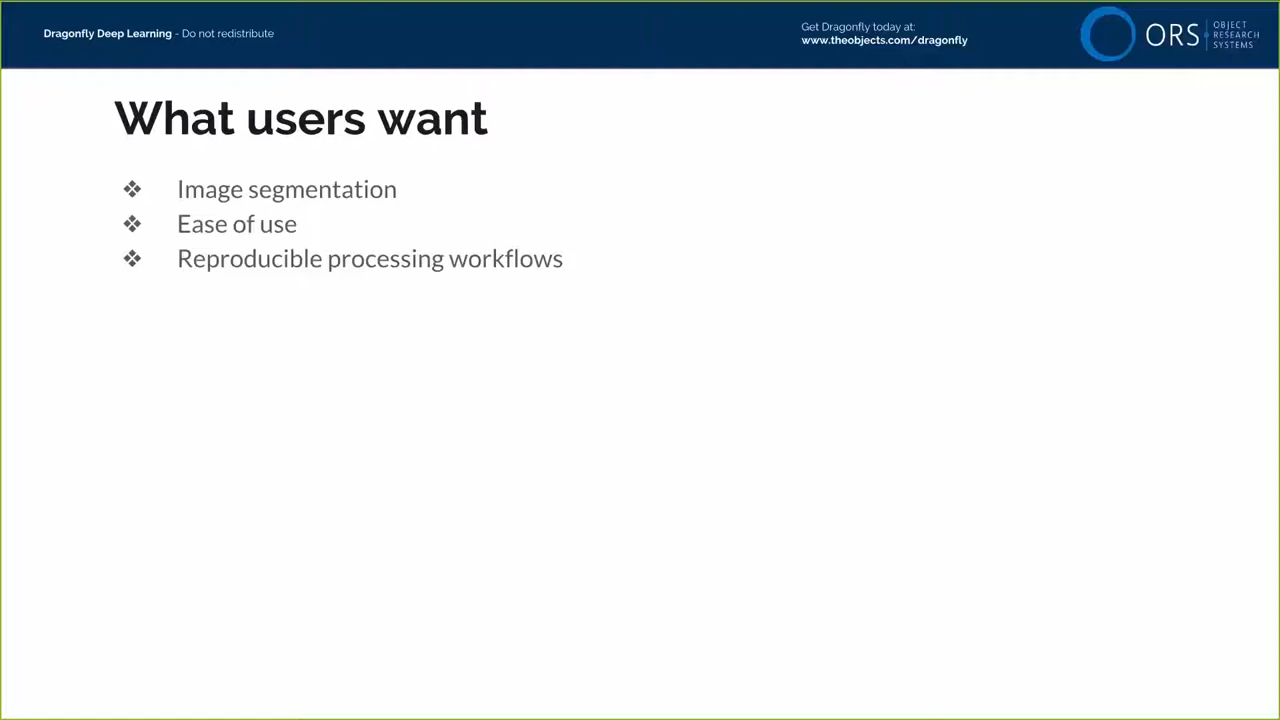 Dragonfly Deep Learning - Do not redistribute
Get Dragonfly today at:
www.theobjects.com/dragonfly
ORS
OBJECT
RESEARCH
SYSTEMS
What users want
❖ Image segmentation
❖ Ease of use
❖ Reproducible processing workflows